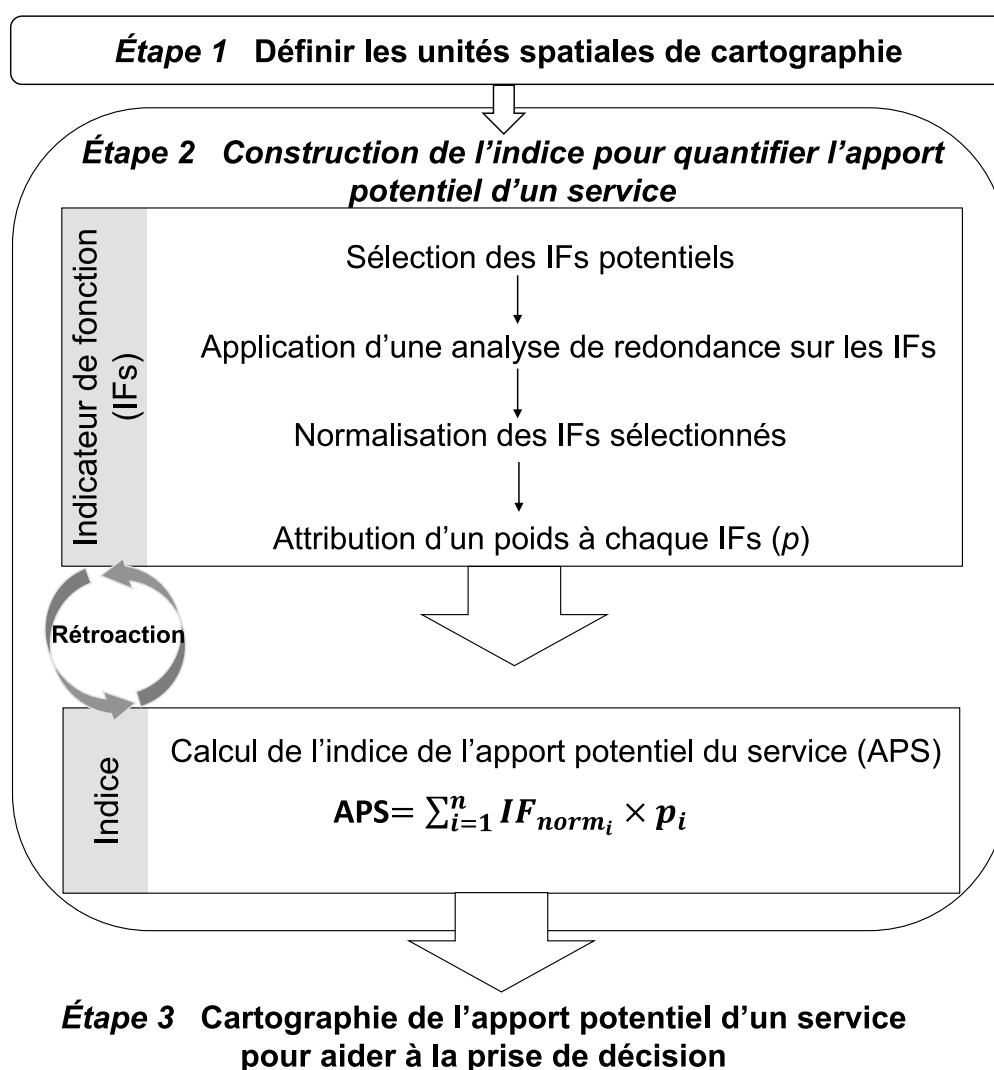 Étape 1 Définir les unités spatiales de cartographie
Étape 2 Construction de l’indice pour quantifier l’apport
potentiel d’un service
Indicateur de fonction
(IFs)
Sélection des IFs potentiels
Application d’une analyse de redondance sur les IFs
Normalisation des IFs sélectionnés
Attribution d’un poids à chaque IFs (p)
Rétroaction
Indice
Calcul de l’indice de l’apport potentiel du service (APS)
APS= ∑ⁿᵢ₌₁ IF_{norm_i} × p_i
Étape 3 Cartographie de l’apport potentiel d’un service
pour aider à la prise de décision